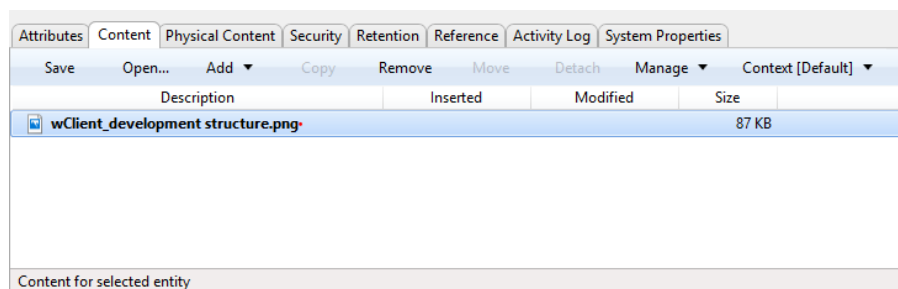 Attributes Content Physical Content Security Retention Reference Activity Log System Properties
Save Open... Add Copy Remove Move Detach Manage Context [Default]
Description Inserted Modified Size
wClient_development structure.png 87 KB
Content for selected entity